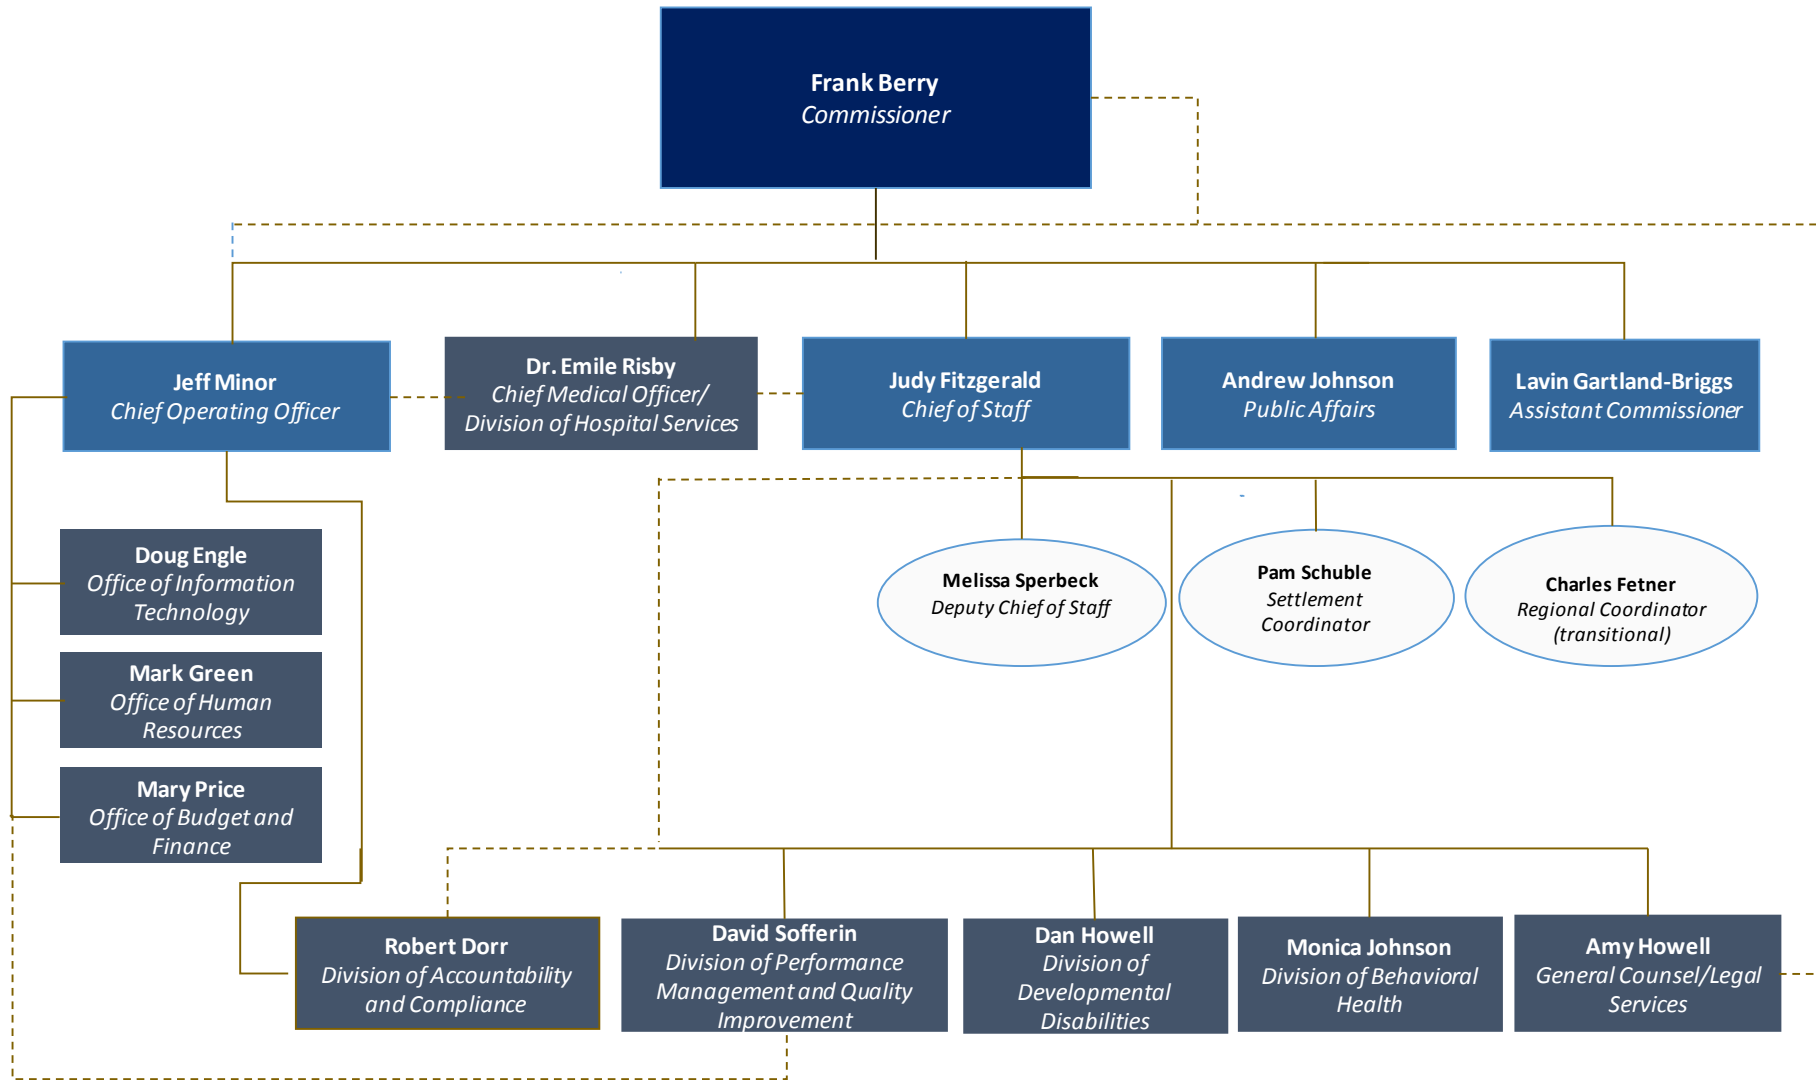 Frank Berry
Commissioner
Jeff Minor
Chief Operating Officer
Dr. Emile Risby
Chief Medical Officer/
Division of Hospital Services
Judy Fitzgerald
Chief of Staff
Andrew Johnson
Public Affairs
Lavin Gartland-Briggs
Assistant Commissioner
Doug Engle
Office of Information
Technology
Mark Green
Office of Human
Resources
Mary Price
Office of Budget and
Finance
Melissa Sperbeck
Deputy Chief of Staff
Pam Schuble
Settlement
Coordinator
Charles Fetner
Regional Coordinator
(transitional)
Robert Dorr
Division of Accountability
and Compliance
David Sofferin
Division of Performance
Management and Quality
Improvement
Dan Howell
Division of
Developmental
Disabilities
Monica Johnson
Division of Behavioral
Health
Amy Howell
General Counsel/Legal
Services